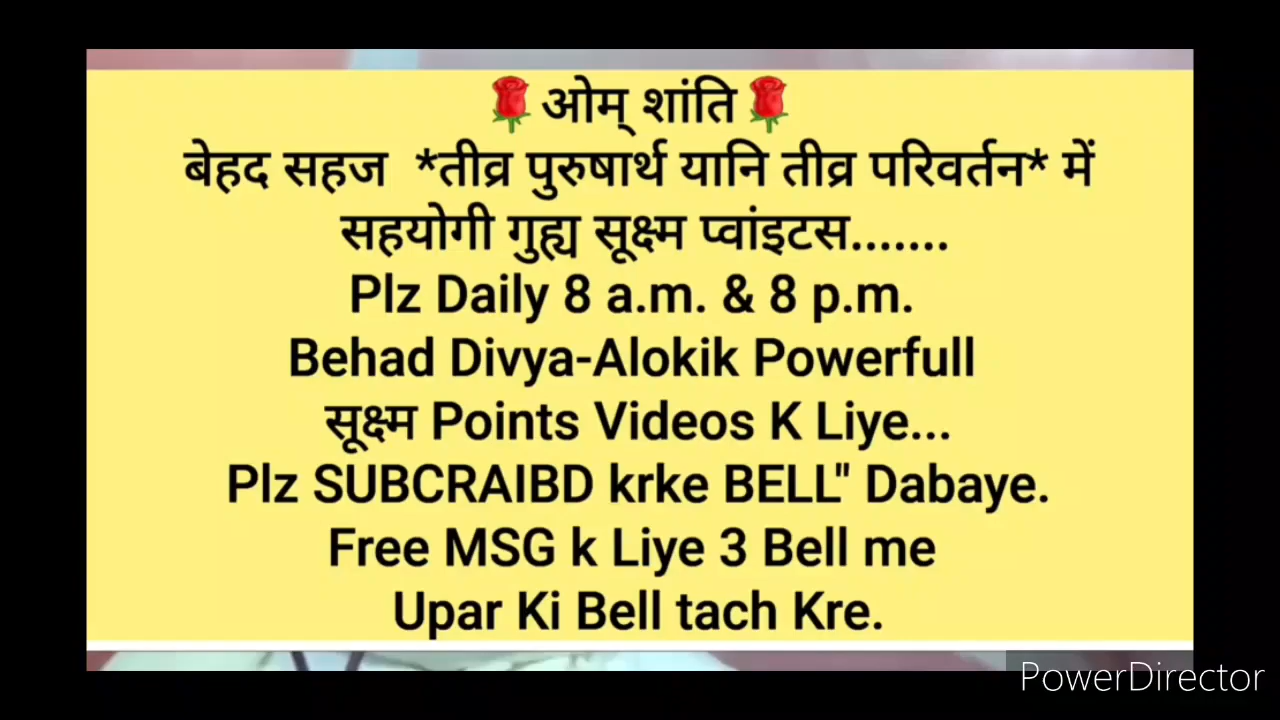 🌹ओम् शांति🌹
बेहद सहज *तीव्र पुरुषार्थ यानि तीव्र परिवर्तन* में
सहयोगी गुह्य सूक्ष्म प्वांइटस.......
Plz Daily 8 a.m. & 8 p.m.
Behad Divya-Alokik Powerfull
सूक्ष्म Points Videos K Liye...
Plz SUBCRAIBD krke BELL" Dabaye.
Free MSG k Liye 3 Bell me
Upar Ki Bell tach Kre.
PowerDirector